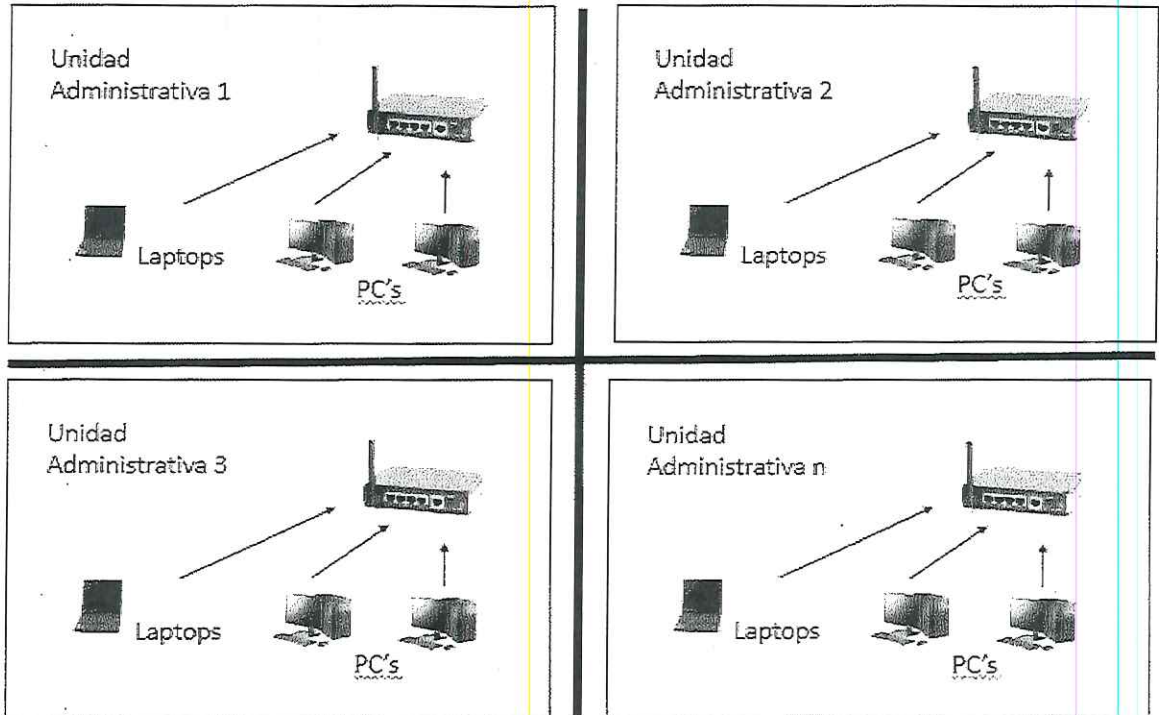 Unidad
Administrativa 1
Laptops
PC's
Unidad
Administrativa 2
Laptops
PC's
Unidad
Administrativa 3
Laptops
PC's
Unidad
Administrativa n
Laptops
PC's